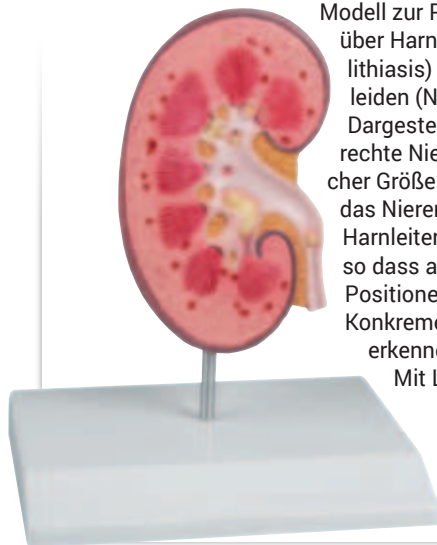 Modell zur
über Harn
lithiasis)
leiden (N
Dargeste
rechte Nie
cher Größe
das Nieren
Harnleiter
so dass a
Positione
Konkreme
erkenne
Mit L